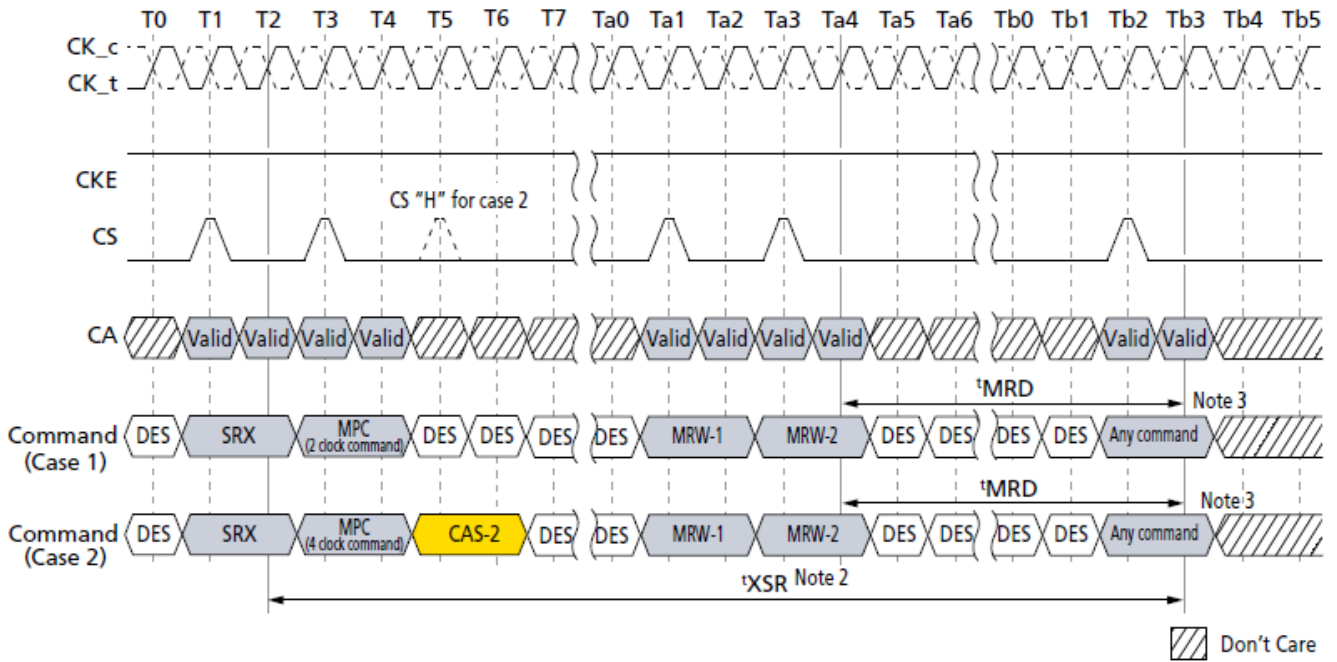 T0 T1 T2 T3 T4 T5 T6 T7 Ta0 Ta1 Ta2 Ta3 Ta4 Ta5 Ta6 Tb0 Tb1 Tb2 Tb3 Tb4 Tb5
CK_c
CK_t
CKE
CS "H" for case 2
CS
CA Valid Valid Valid Valid Valid Valid Valid Valid Valid Valid
tMRD
Note 3
Command (Case 1) DES SRX MPC (2 clock command) DES DES DES DES MRW-1 MRW-2 DES DES DES DES Any command
tMRD
Note 3
Command (Case 2) DES SRX MPC (4 clock command) CAS-2 DES DES MRW-1 MRW-2 DES DES DES DES Any command
tXSR Note 2
Don't Care